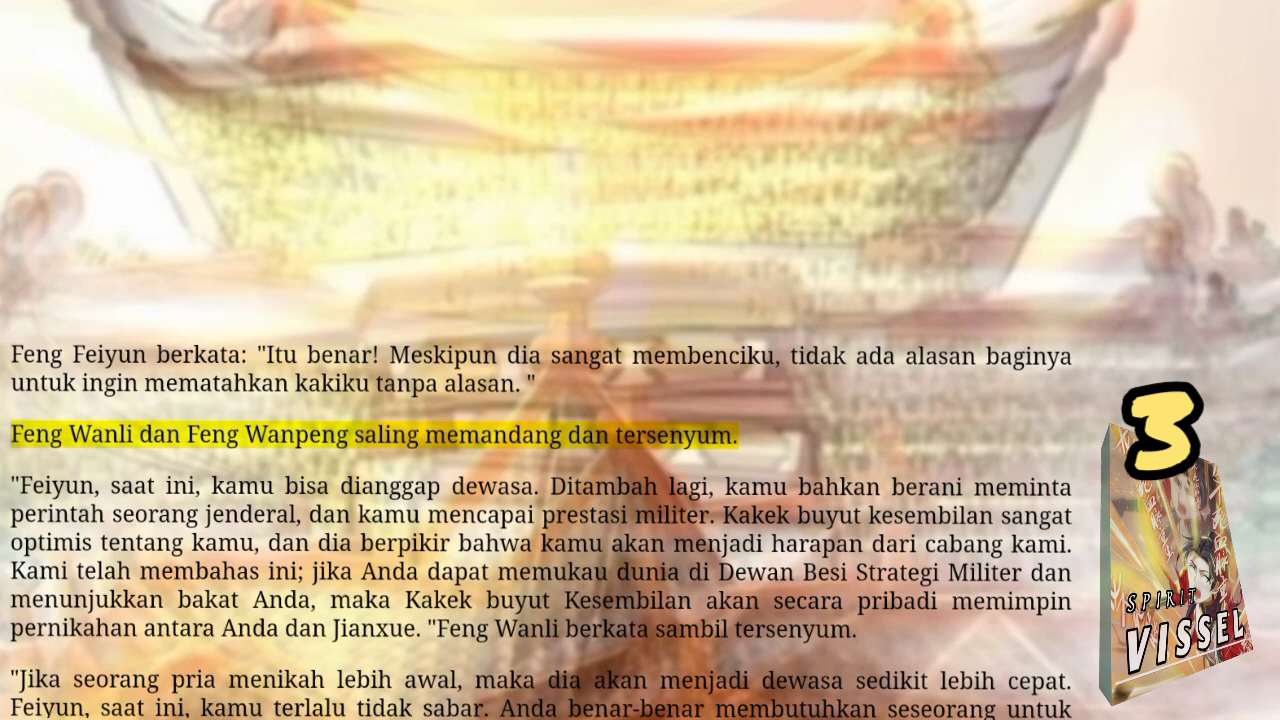 Feng Feiyun berkata: "Itu benar! Meskipun dia sangat membenciku, tidak ada alasan baginya
untuk ingin mematahkan kakiku tanpa alasan. "
Feng Wanli dan Feng Wanpeng saling memandang dan tersenyum.
"Feiyun, saat ini, kamu bisa dianggap dewasa. Ditambah lagi, kamu bahkan berani meminta
perintah seorang jenderal, dan kamu mencapai prestasi militer. Kakek buyut kesembilan sangat
optimis tentang kamu, dan dia berpikir bahwa kamu akan menjadi harapan dari cabang kami.
Kami telah membahas ini; jika Anda dapat memukau dunia di Dewan Besi Strategi Militer dan
menunjukkan bakat Anda, maka Kakek buyut Kesembilan akan secara pribadi memimpin
pernikahan antara Anda dan Jianxue. "Feng Wanli berkata sambil tersenyum.
"Jika seorang pria menikah lebih awal, maka dia akan menjadi dewasa sedikit lebih cepat.
Feiyun, saat ini, kamu terlalu tidak sabar. Anda benar-benar membutuhkan seseorang untuk
3
SPIRIT
VISSEL